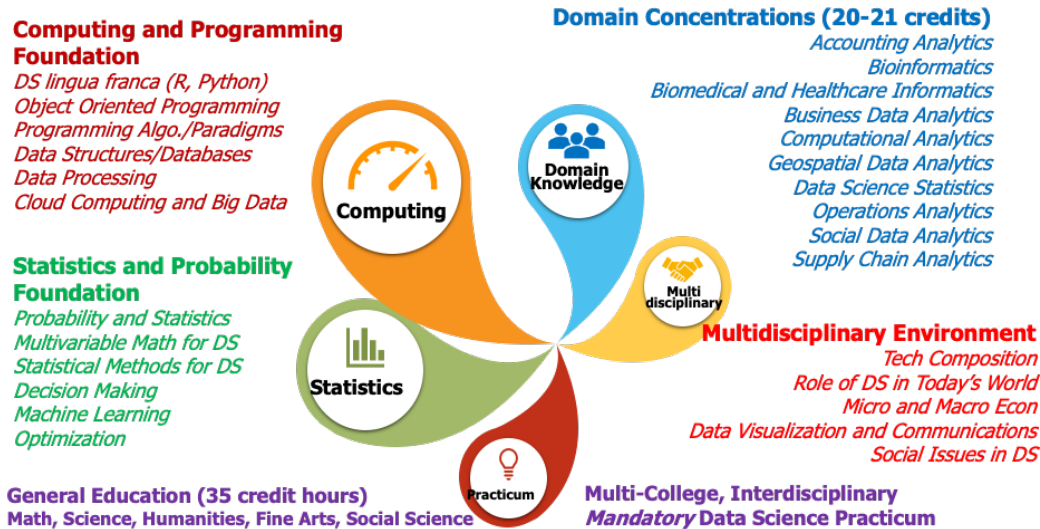 Computing and Programming
Foundation
DS lingua franca (R, Python)
Object Oriented Programming
Programming Algo./Paradigms
Data Structures/Databases
Data Processing
Cloud Computing and Big Data
Statistics and Probability
Foundation
Probability and Statistics
Multivariable Math for DS
Statistical Methods for DS
Decision Making
Machine Learning
Optimization
General Education (35 credit hours)
Math, Science, Humanities, Fine Arts, Social Science
Computing
Domain
Knowledge
Multi
disciplinary
Statistics
Practicum
Domain Concentrations (20-21 credits)
Accounting Analytics
Bioinformatics
Biomedical and Healthcare Informatics
Business Data Analytics
Computational Analytics
Geospatial Data Analytics
Data Science Statistics
Operations Analytics
Social Data Analytics
Supply Chain Analytics
Multidisciplinary Environment
Tech Composition
Role of DS in Today's World
Micro and Macro Econ
Data Visualization and Communications
Social Issues in DS
Multi-College, Interdisciplinary
Mandatory Data Science Practicum